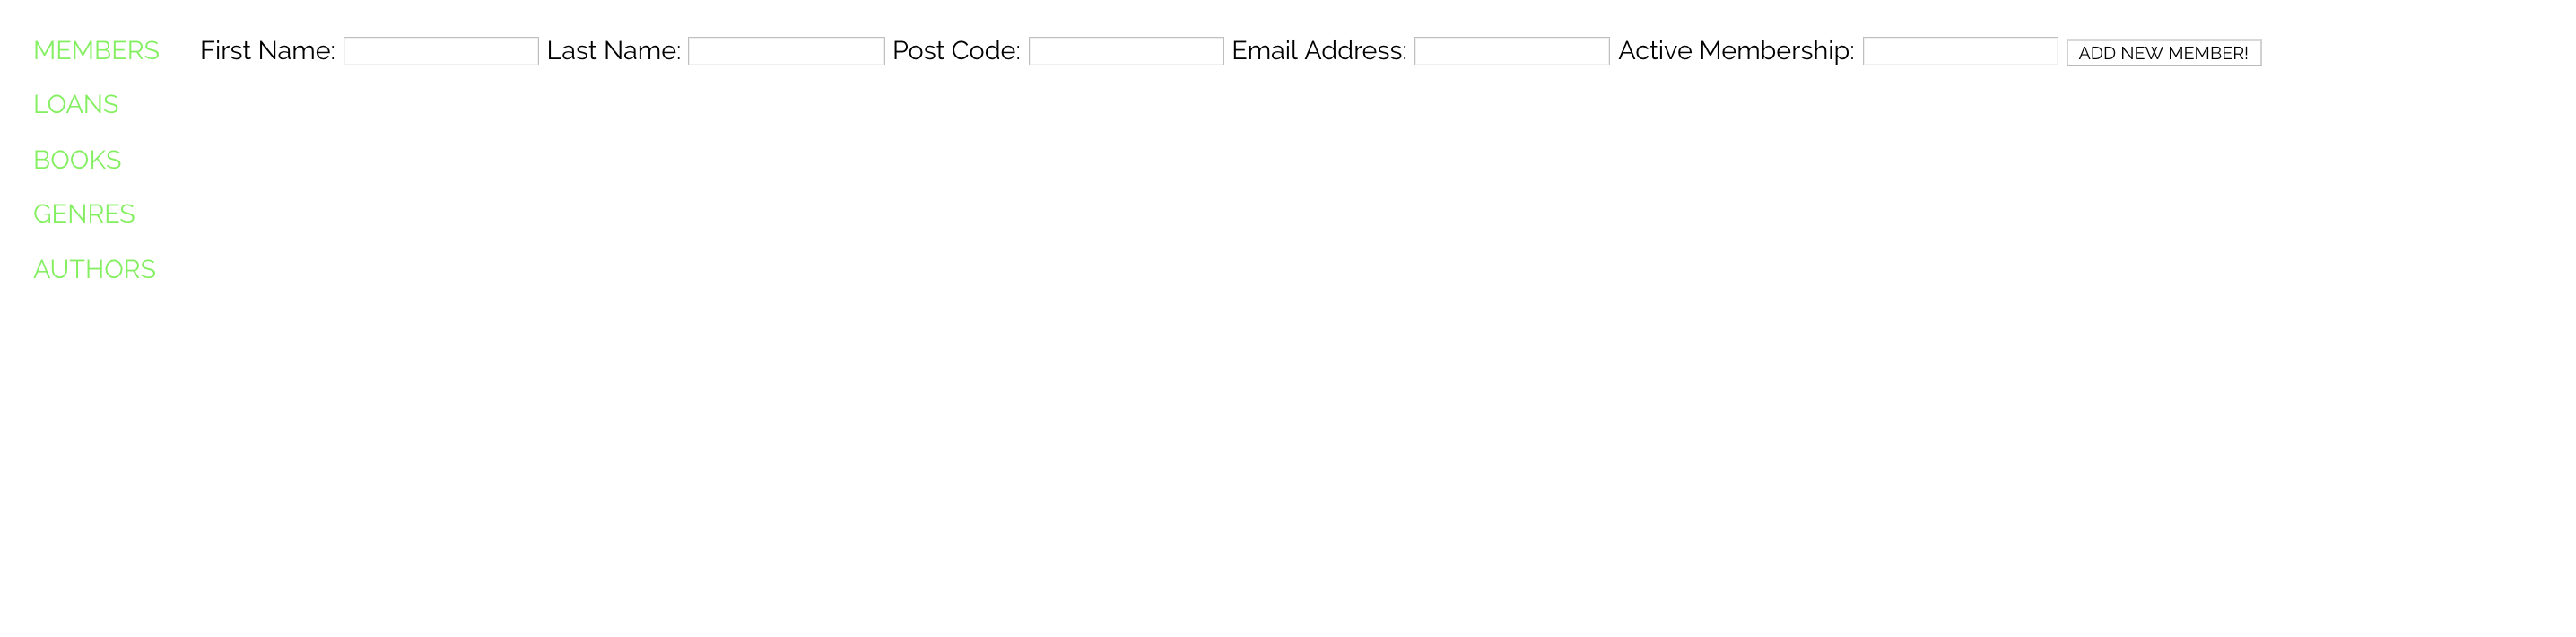 MEMBERS First Name: Last Name: Post Code: Email Address: Active Membership: ADD NEW MEMBER!
LOANS
BOOKS
GENRES
AUTHORS